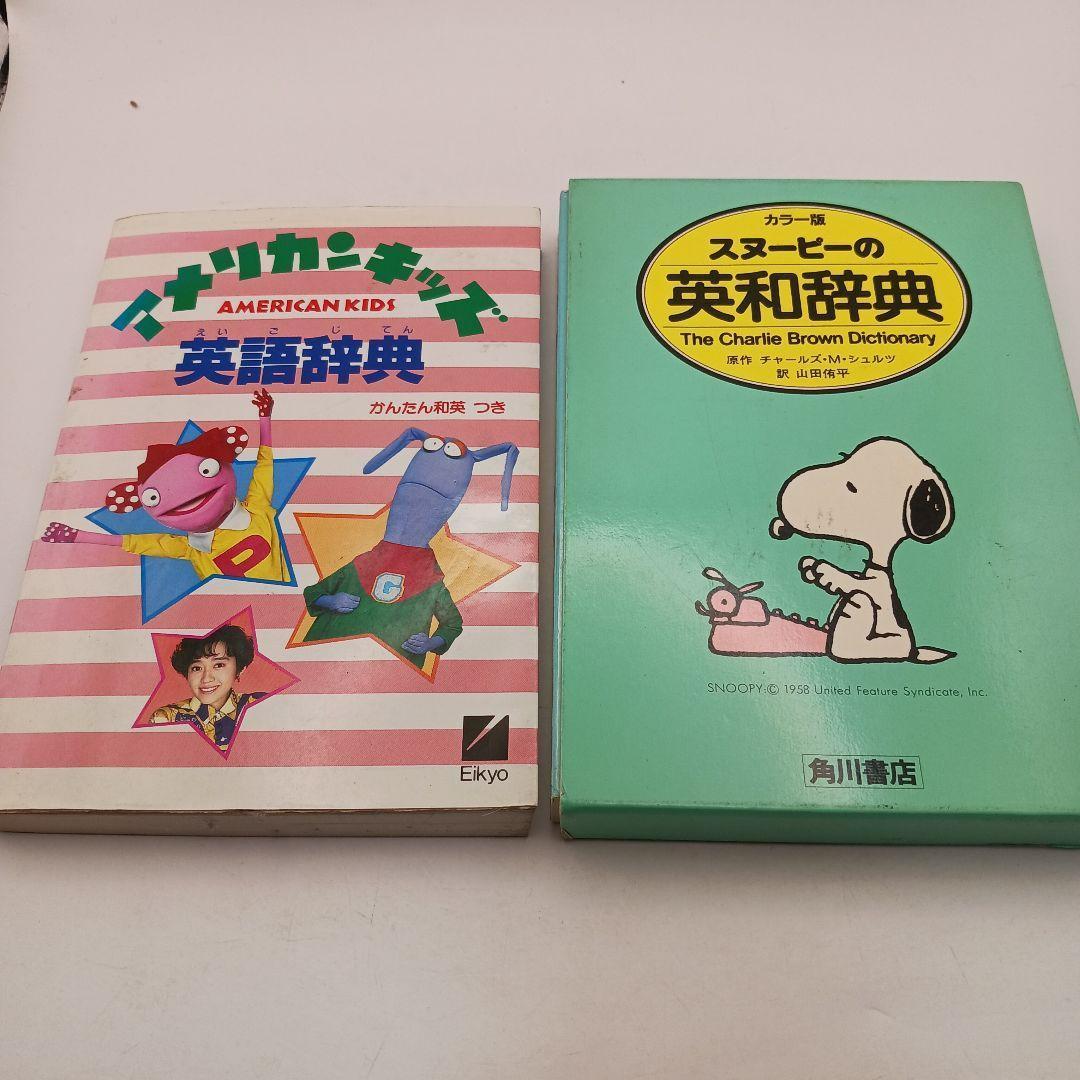 アメリカンキッズ
AMERICAN KIDS
えいごじてん
英語辞典
かんたん和英 つき
P
G
Eikyo
カラー版
スヌーピーの
英和辞典
The Charlie Brown Dictionary
原作 チャールズ・M・シュルツ
訳 山田侑平
SNOOPY:© 1958 United Feature Syndicate, Inc.
角川書店